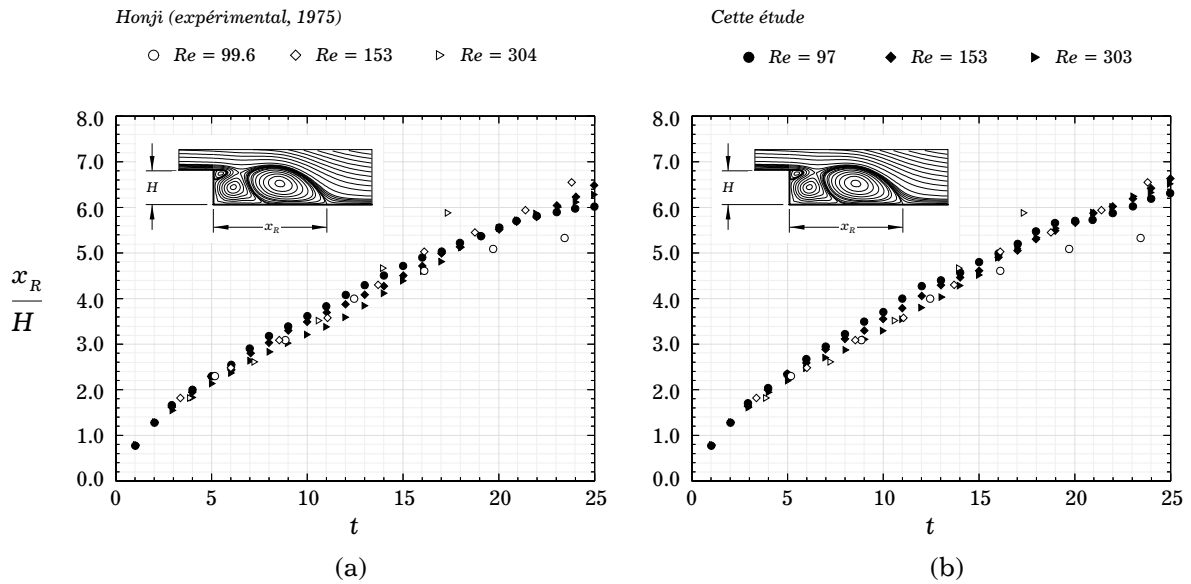 Honji (expérimental, 1975)
Re = 99.6 Re = 153 Re = 304
Cette étude
Re = 97 Re = 153 Re = 303
x_R
H
8.0
7.0
6.0
5.0
4.0
3.0
2.0
1.0
0.0
H
x_R
0 5 10 15 20 25
t
(a)
8.0
7.0
6.0
5.0
4.0
3.0
2.0
1.0
0.0
H
x_R
0 5 10 15 20 25
t
(b)